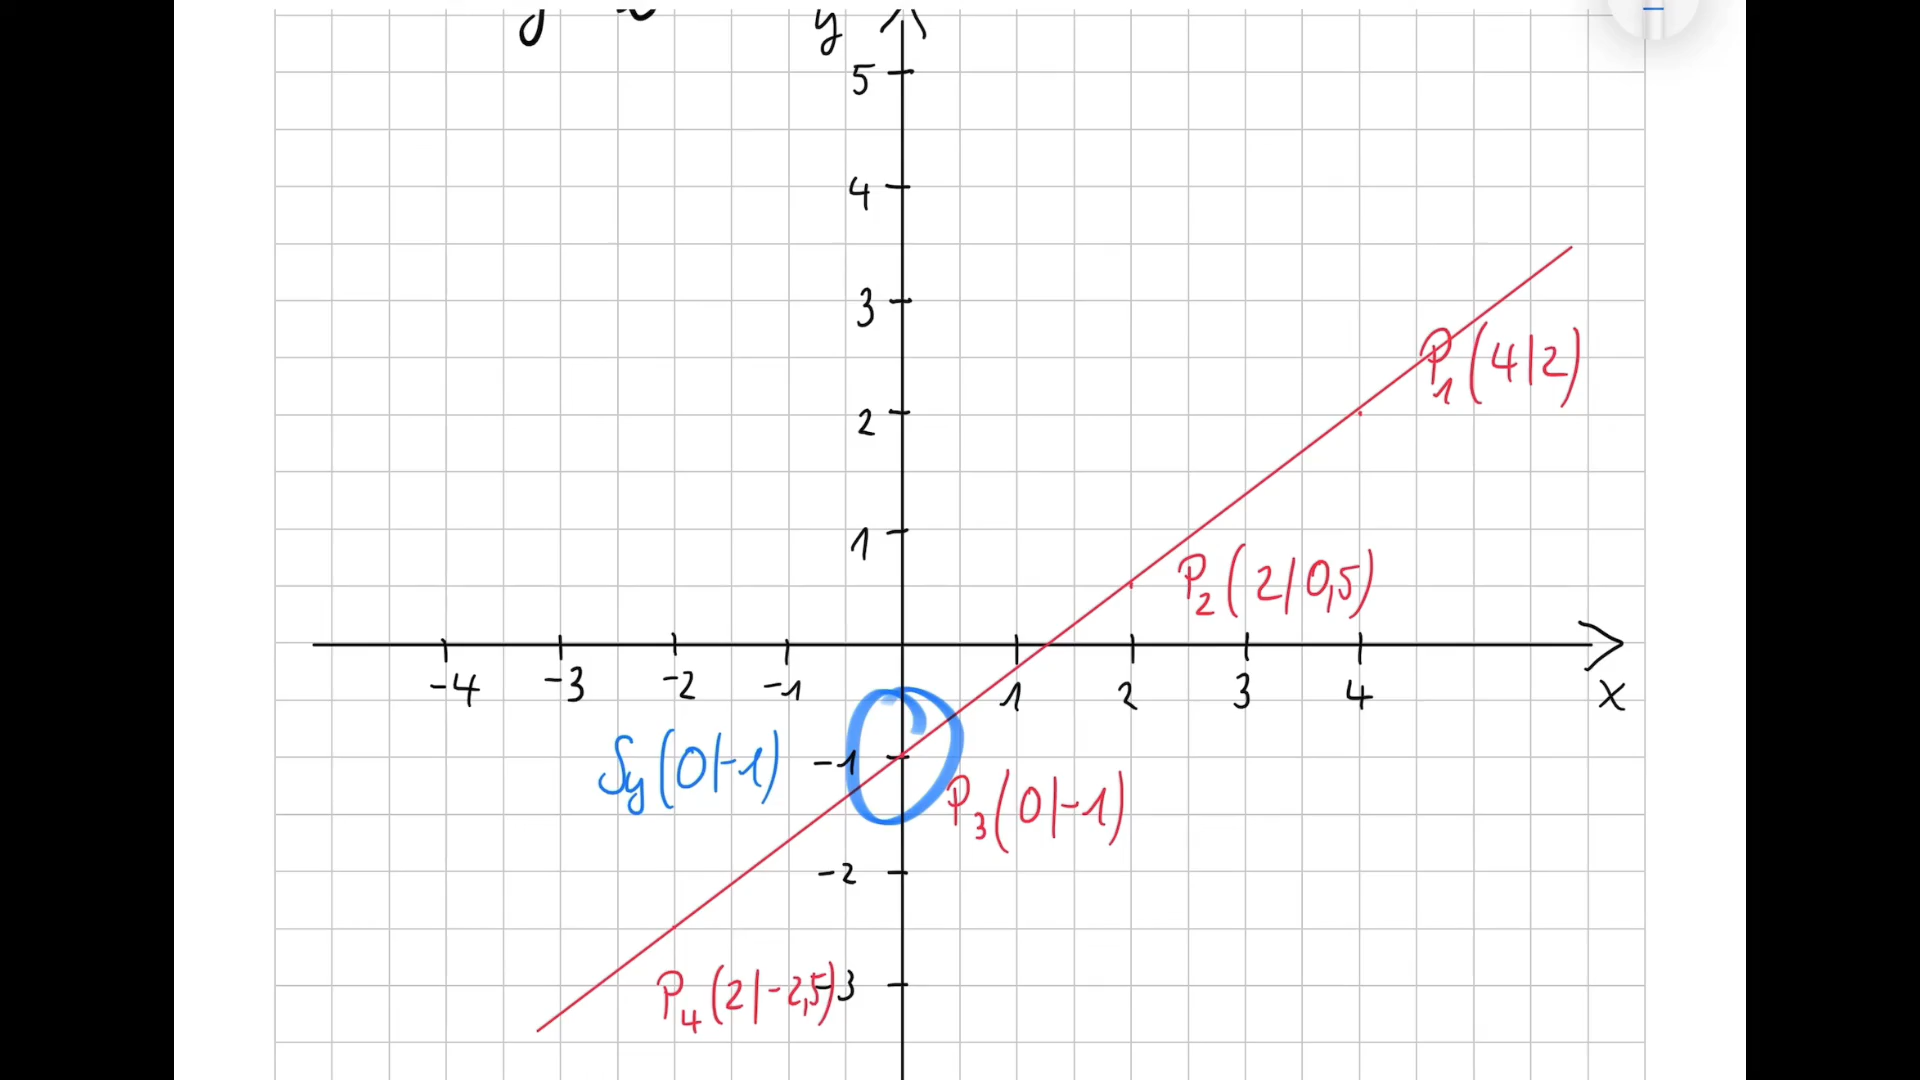 y
5
4
3
P₁(4|2)
2
1
P₂(2|0,5)
-4 -3 -2 -1 1 2 3 4 x
Sy(0|-1) -1
P₃(0|-1)
-2
P₄(2|-2,5) -3